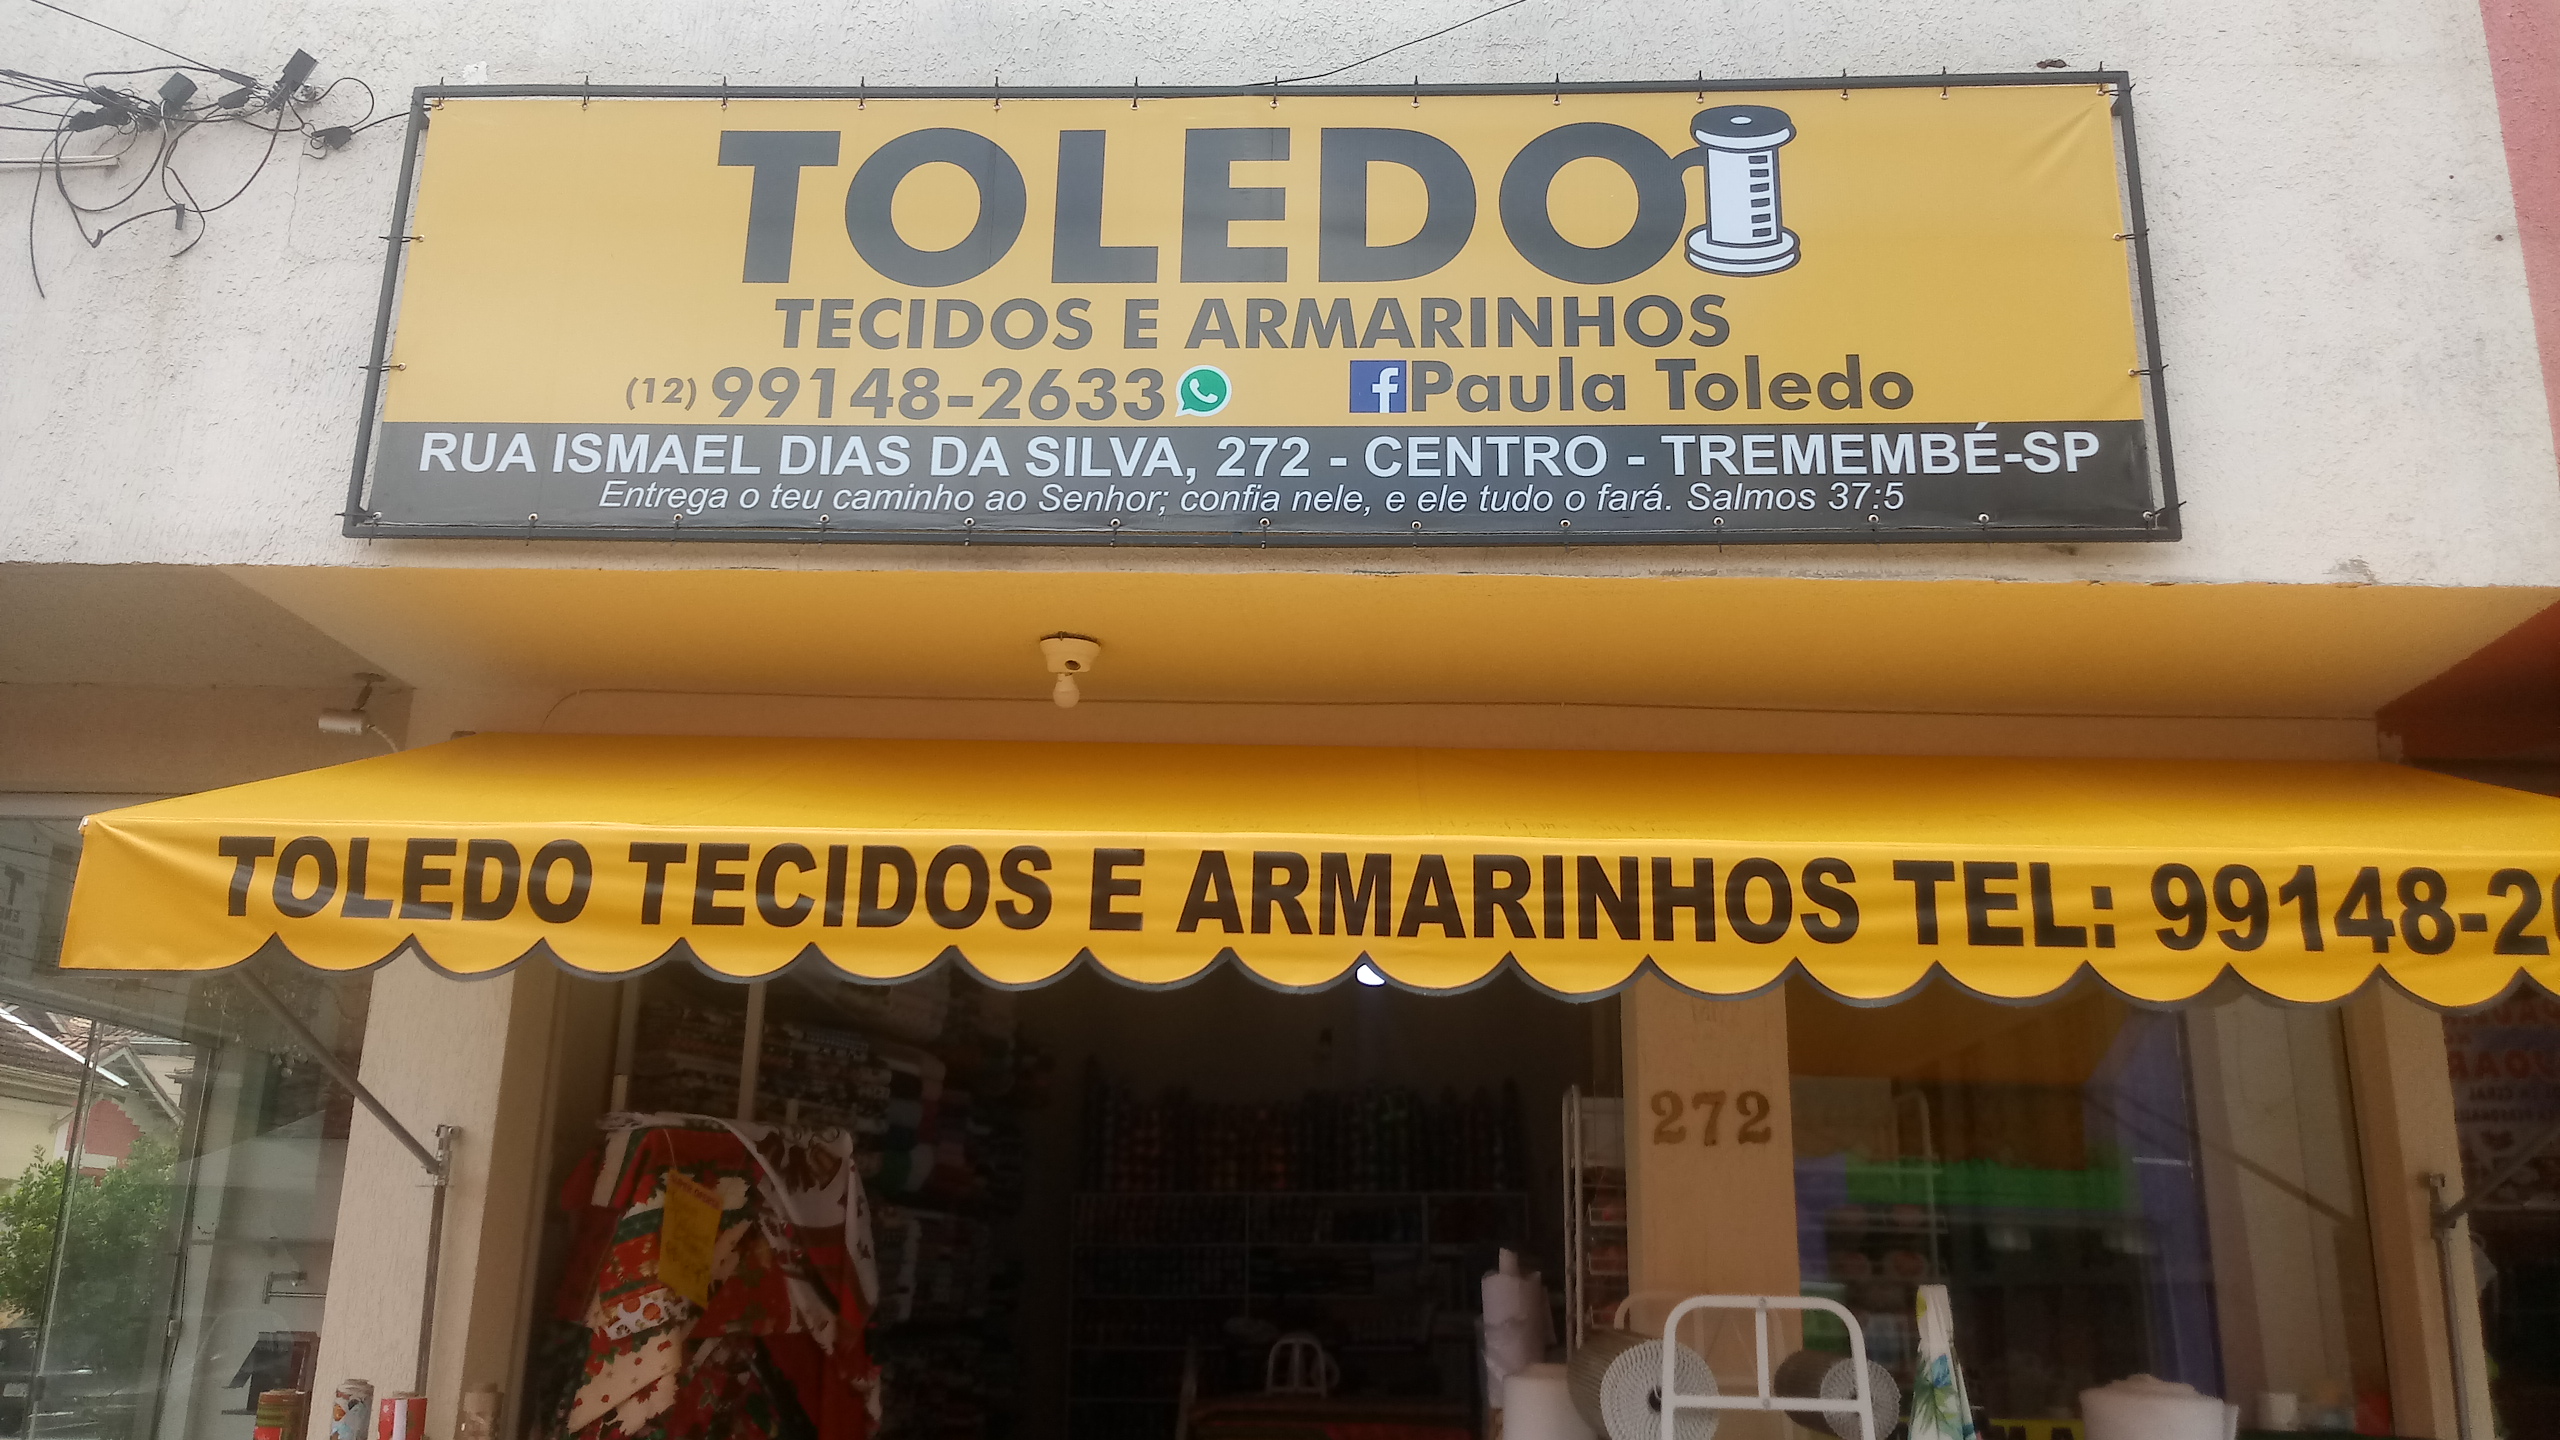 TOLEDO
TECIDOS E ARMARINHOS
(12) 99148-2633
Paula Toledo
RUA ISMAEL DIAS DA SILVA, 272 - CENTRO - TREMEMBÉ-SP
Entrega o teu caminho ao Senhor; confia nele, e ele tudo o fará. Salmos 37:5
TOLEDO TECIDOS E ARMARINHOS TEL: 99148-26
272